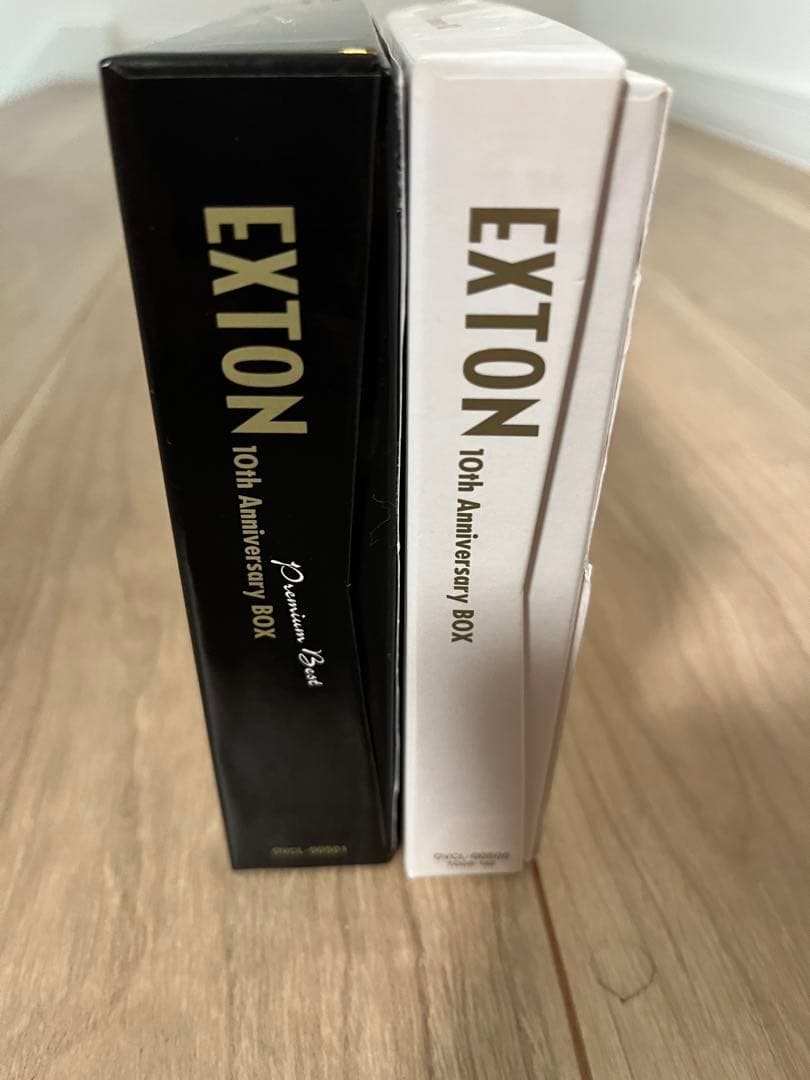 EXTON
10th Anniversary BOX
Premium Best
EXTON
10th Anniversary BOX